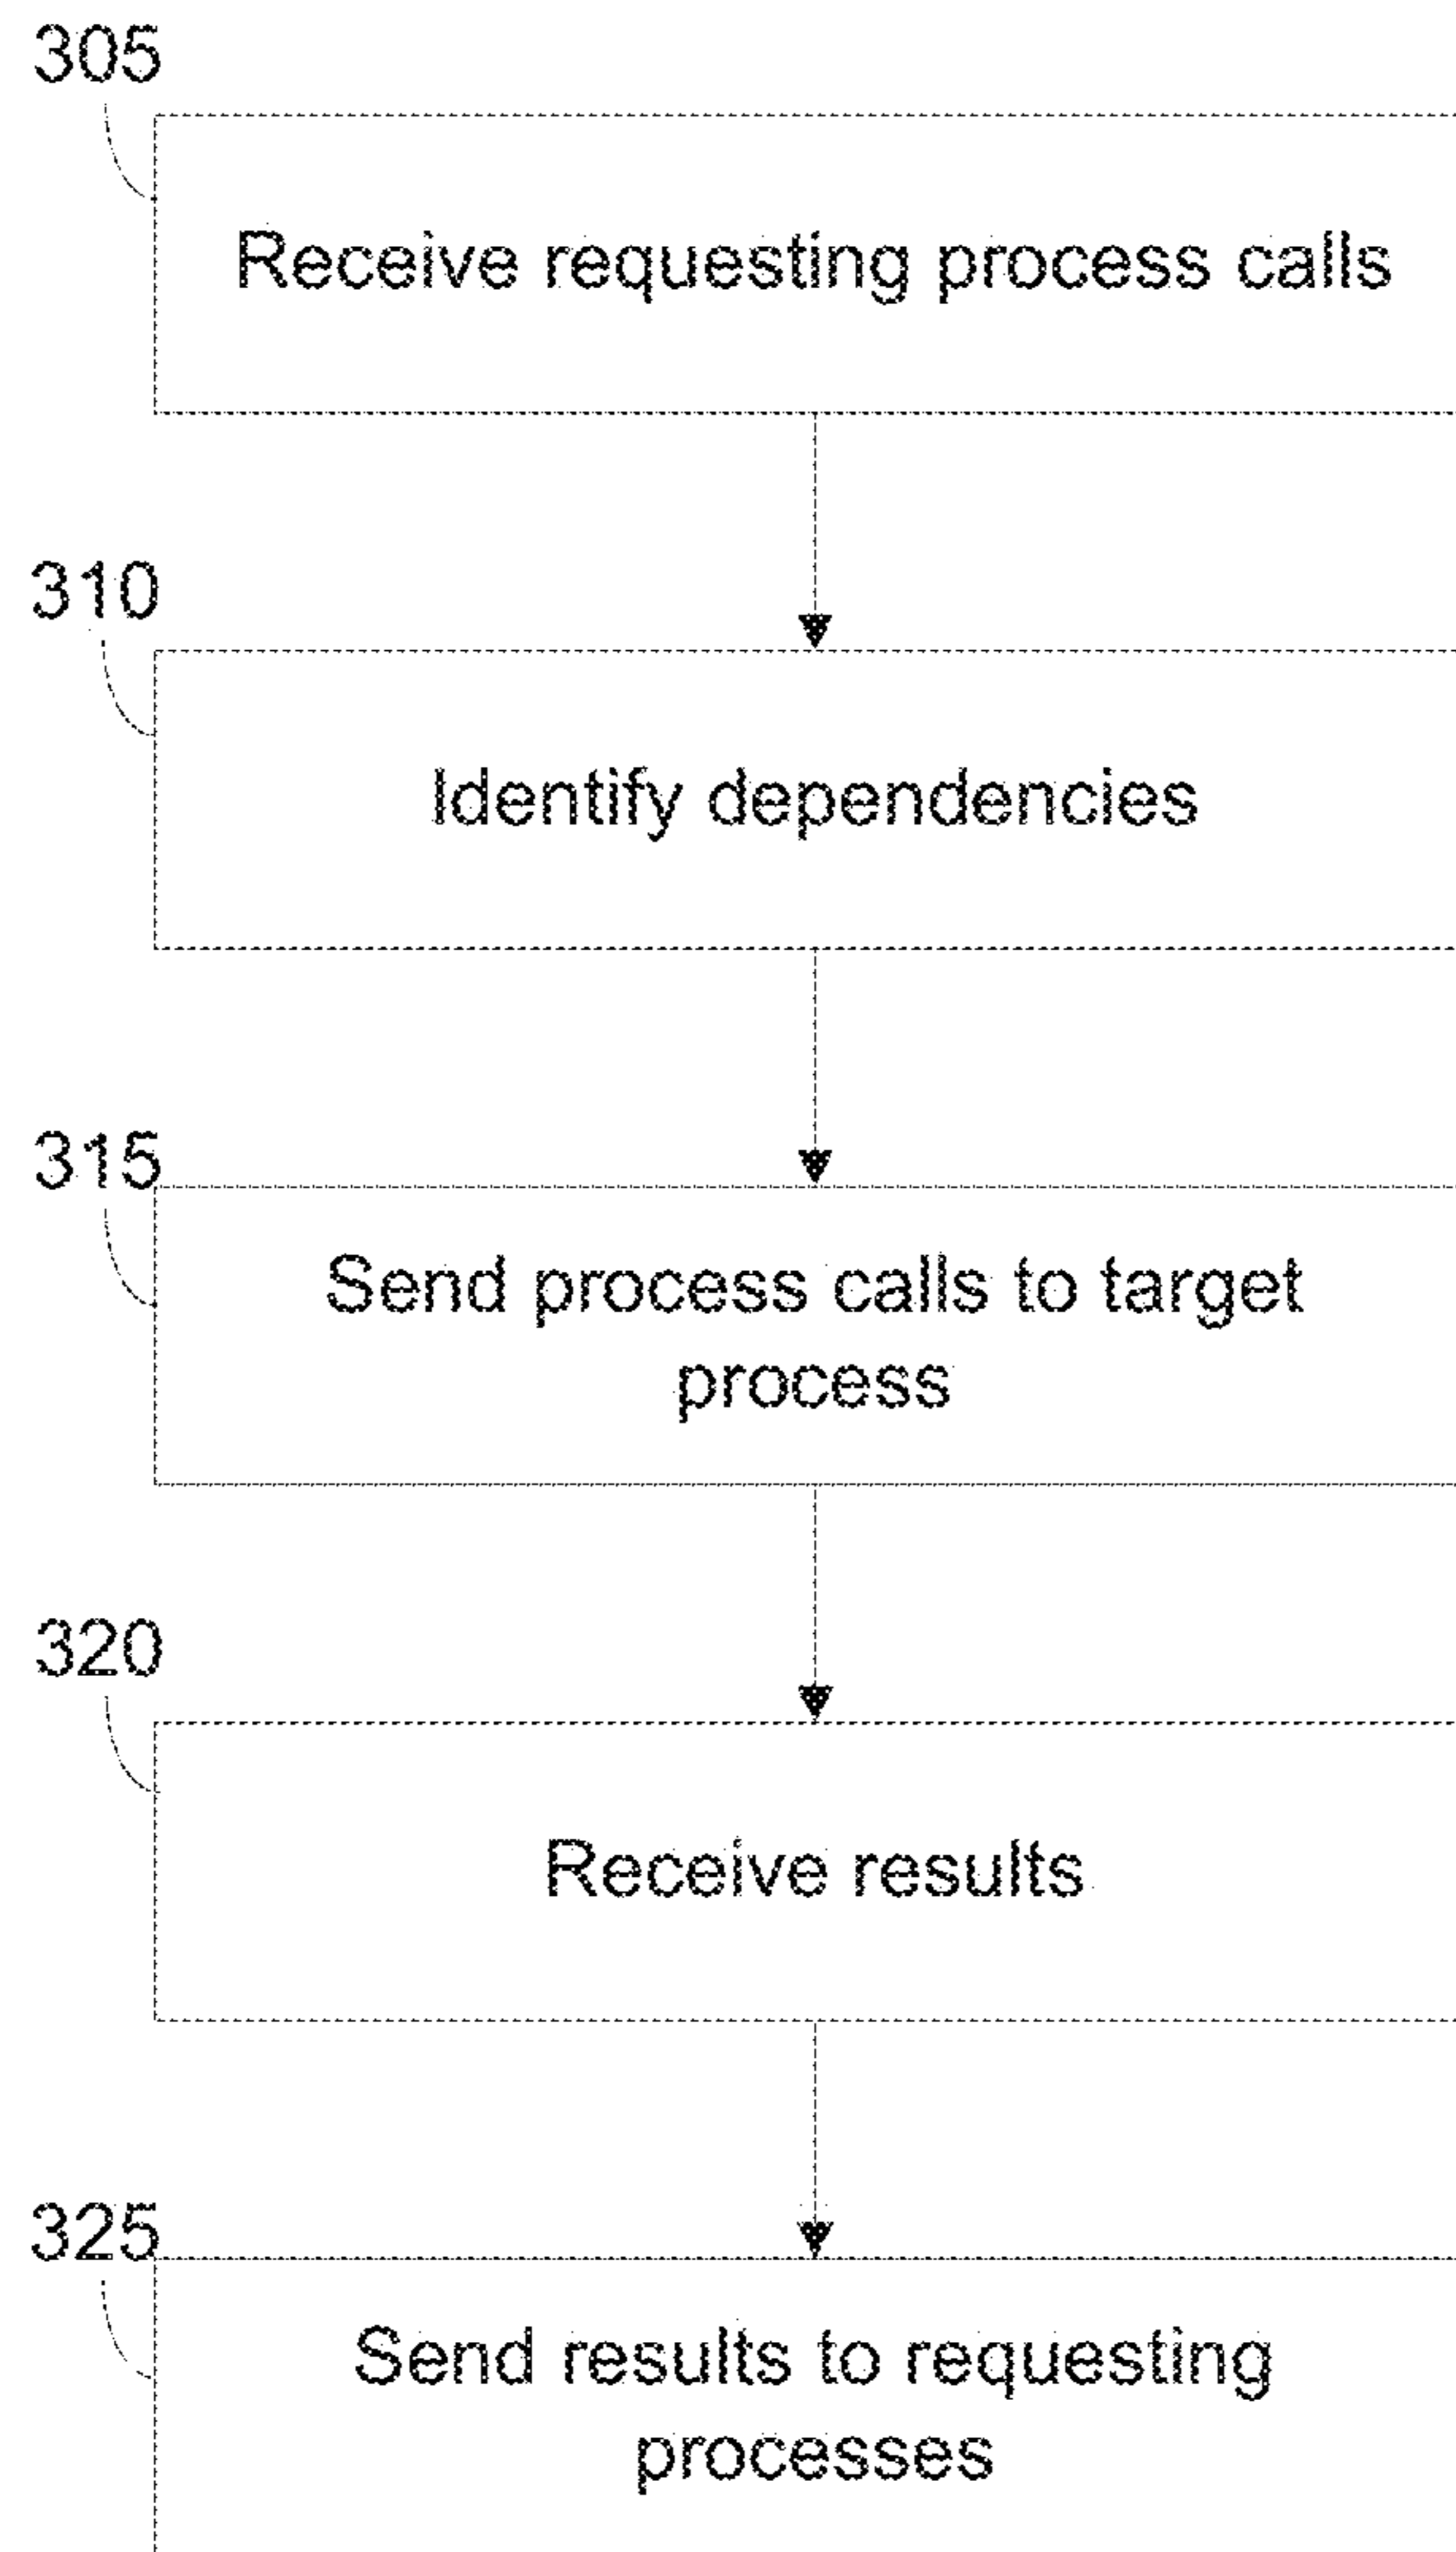 305
Receive requesting process calls
310
Identify dependencies
315
Send process calls to target
process
320
Receive results
325
Send results to requesting
processes